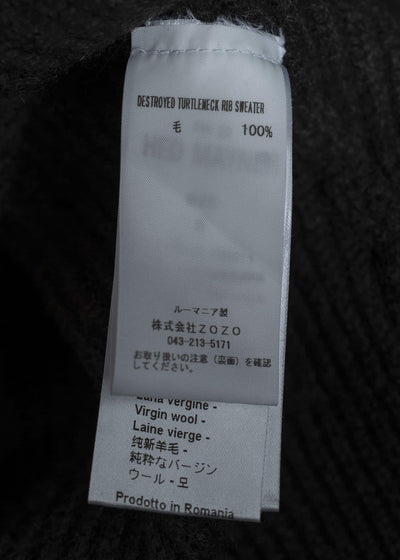 DESTROYED TURTLENECK RIB SWEATER
毛 100%
ルーマニア製
株式会社ZOZO
043-213-5171
お取り扱いの注意（裏面）を確認
してください。
Lana vergine -
Virgin wool -
Laine vierge -
纯新羊毛 -
純粋なバージン
ウール - 모
Prodotto in Romania